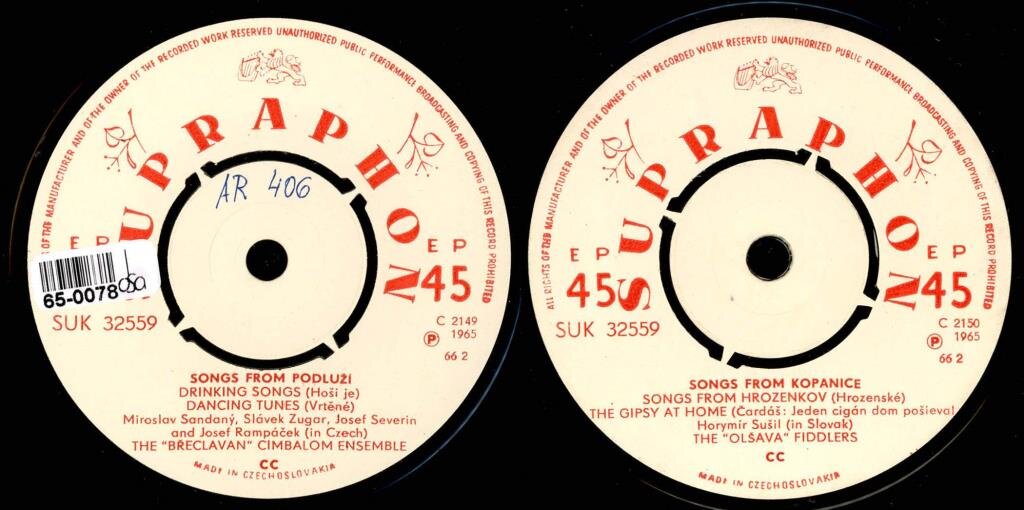 OF THE MANUFACTURER AND OF THE OWNER OF THE RECORDED WORK RESERVED UNAUTHORIZED PUBLIC PERFORMANCE BROADCASTING AND COPYING OF THIS RECORD PROHIBITED
SUPRAPHON
AR 406
EP
EP
45
65-0078
OSA
SUK 32559
C 2149
Ⓟ 1965
66 2
SONGS FROM PODLUŽÍ
DRINKING SONGS (Hoši je)
DANCING TUNES (Vrtěné)
Miroslav Sandaný, Slávek Zugar, Josef Severin
and Josef Rampáček (in Czech)
THE "BŘECLAVAN" CIMBALOM ENSEMBLE
CC
MADE IN CZECHOSLOVAKIA
ALL RIGHTS OF THE MANUFACTURER AND OF THE OWNER OF THE RECORDED WORK RESERVED UNAUTHORIZED PUBLIC PERFORMANCE BROADCASTING AND COPYING OF THIS RECORD PROHIBITED
SUPRAPHON
EP
45
EP
45
SUK 32559
C 2150
Ⓟ 1965
66 2
SONGS FROM KOPANICE
SONGS FROM HROZENKOV (Hrozenské)
THE GIPSY AT HOME (Čardáš: Jeden cigán dom pošieval
Horymír Sušil (in Slovak)
THE "OLŠAVA" FIDDLERS
CC
MADE IN CZECHOSLOVAKIA